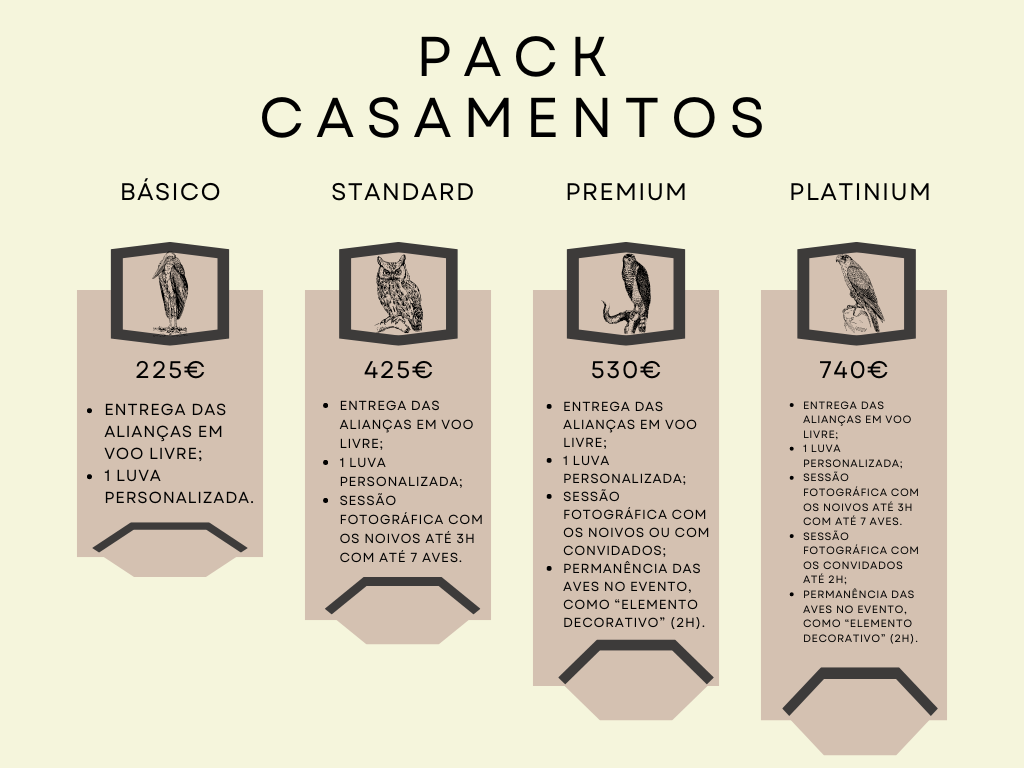 PACK
CASAMENTOS
BÁSICO
225€
• ENTREGA DAS
ALIANÇAS EM
VOO LIVRE;
• 1 LUVA
PERSONALIZADA.
STANDARD
425€
• ENTREGA DAS
ALIANÇAS EM VOO
LIVRE;
• 1 LUVA
PERSONALIZADA;
• SESSÃO
FOTOGRÁFICA COM
OS NOIVOS ATÉ 3H
COM ATÉ 7 AVES.
PREMIUM
530€
• ENTREGA DAS
ALIANÇAS EM VOO
LIVRE;
• 1 LUVA
PERSONALIZADA;
• SESSÃO
FOTOGRÁFICA COM
OS NOIVOS OU COM
CONVIDADOS;
• PERMANÊNCIA DAS
AVES NO EVENTO,
COMO “ELEMENTO
DECORATIVO” (2H).
PLATINIUM
740€
• ENTREGA DAS
ALIANÇAS EM VOO
LIVRE;
• 1 LUVA
PERSONALIZADA;
• SESSÃO
FOTOGRÁFICA COM
OS NOIVOS ATÉ 3H
COM ATÉ 7 AVES.
• SESSÃO
FOTOGRÁFICA COM
OS CONVIDADOS
ATÉ 2H;
• PERMANÊNCIA DAS
AVES NO EVENTO,
COMO “ELEMENTO
DECORATIVO” (2H).